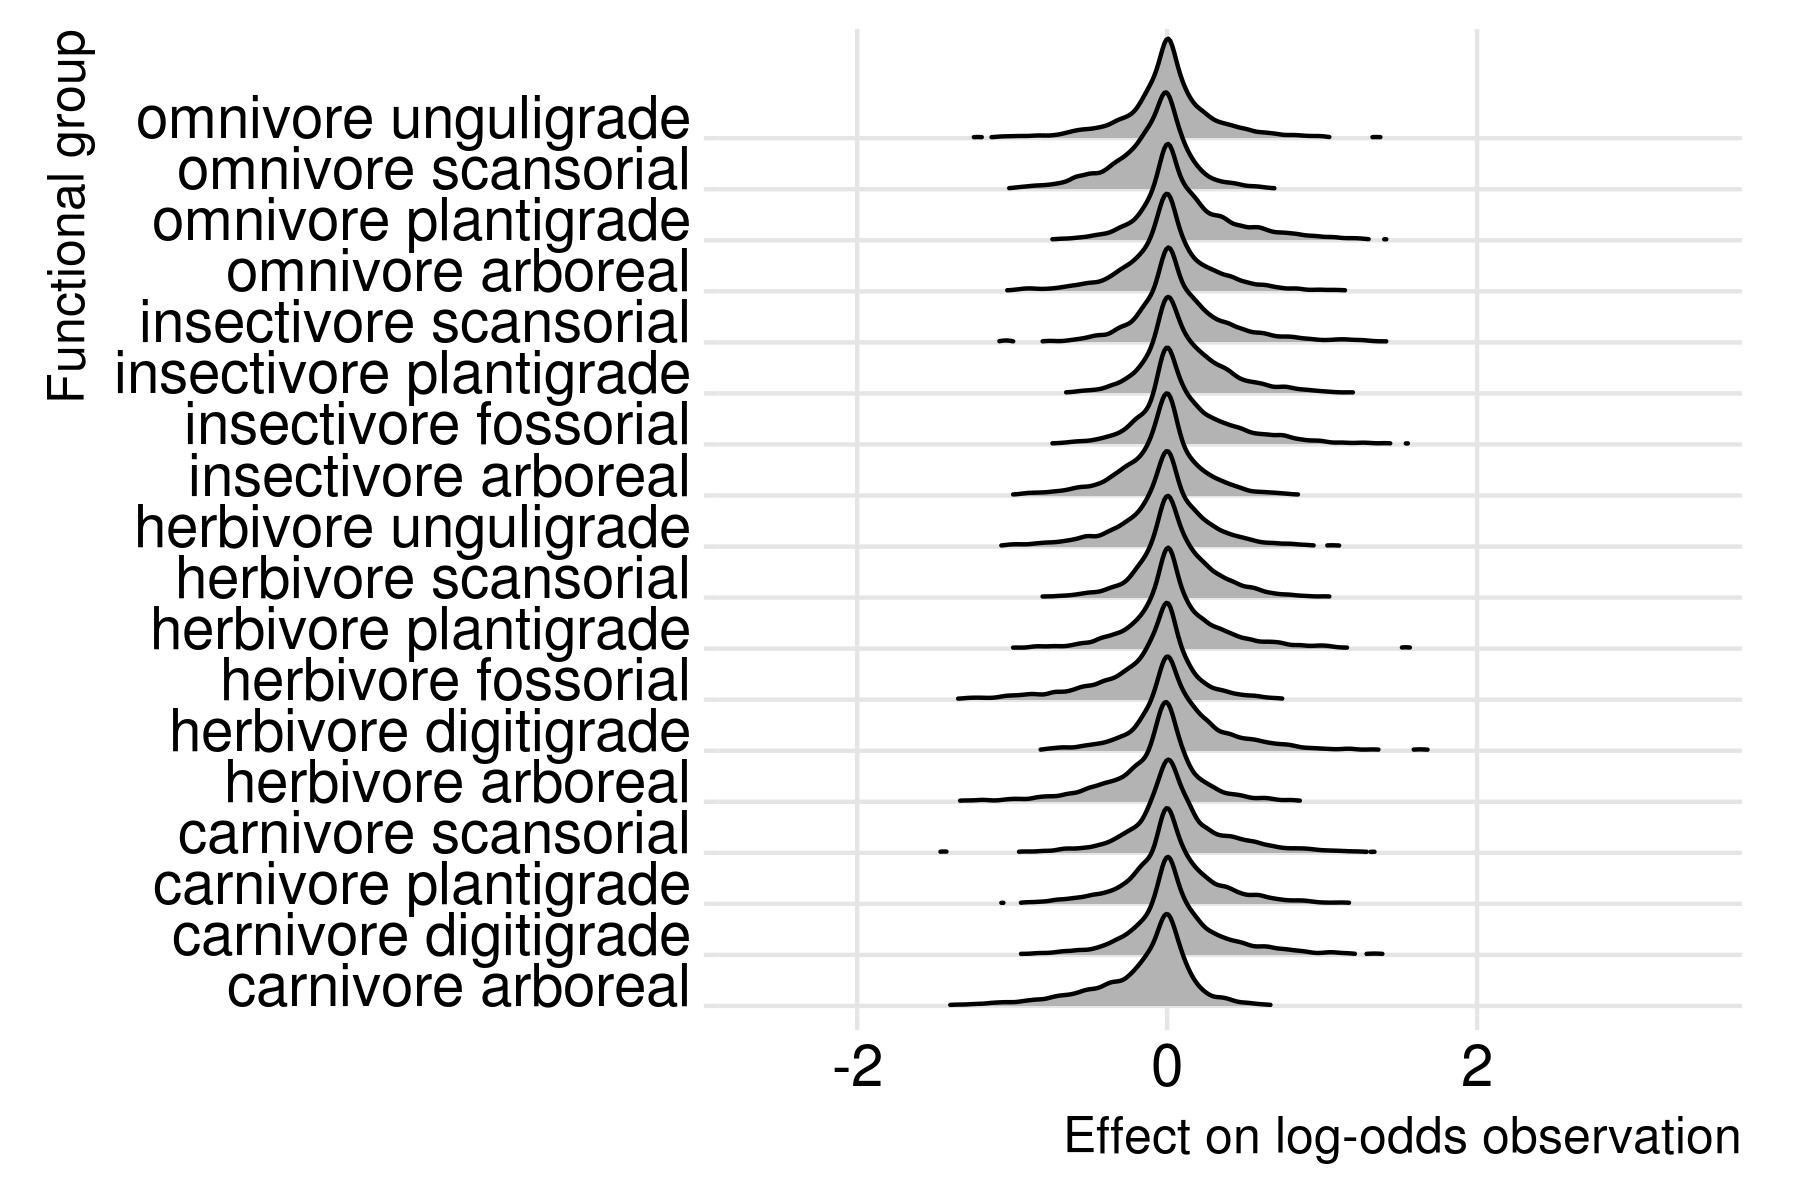 Functional group
omnivore unguligrade
omnivore scansorial
omnivore plantigrade
omnivore arboreal
insectivore scansorial
insectivore plantigrade
insectivore fossorial
insectivore arboreal
herbivore unguligrade
herbivore scansorial
herbivore plantigrade
herbivore fossorial
herbivore digitigrade
herbivore arboreal
carnivore scansorial
carnivore plantigrade
carnivore digitigrade
carnivore arboreal
-2 0 2
Effect on log-odds observation